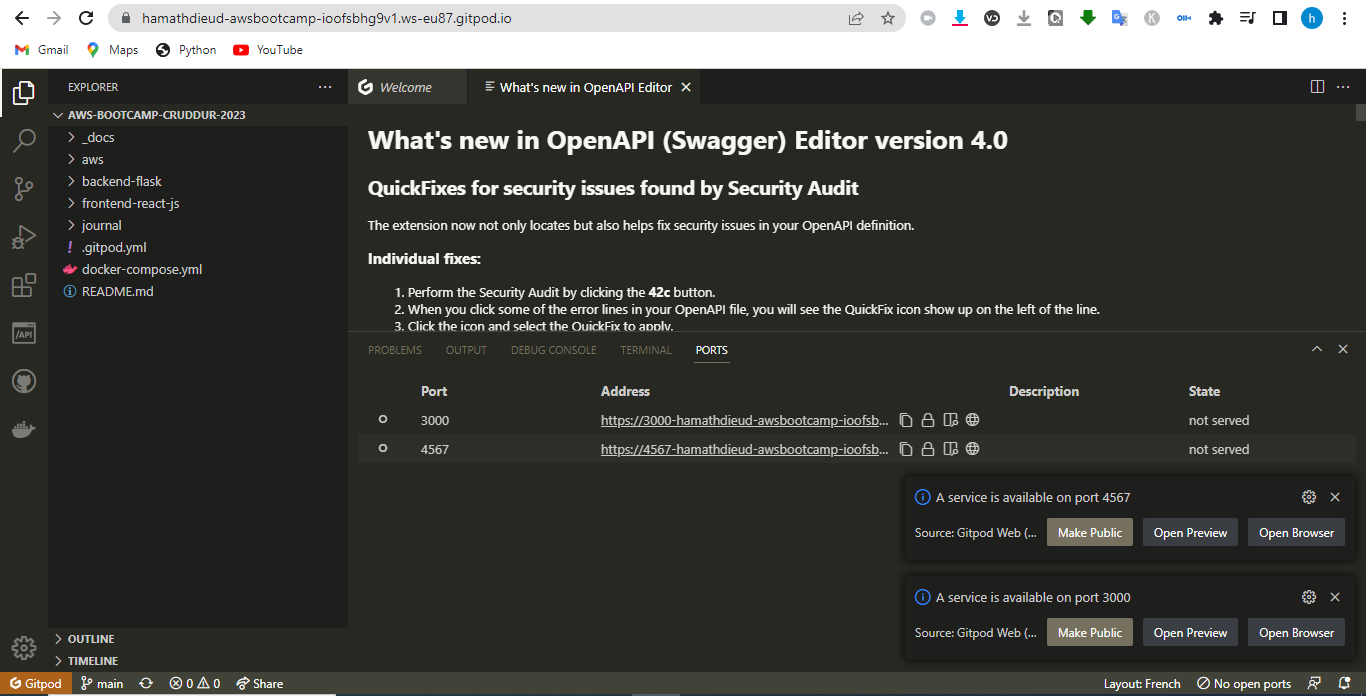 hamathdieud-awsbootcamp-ioofsbhg9v1.ws-eu87.gitpod.io
Gmail Maps Python YouTube
EXPLORER
Welcome
What's new in OpenAPI Editor
AWS-BOOTCAMP-CRUDDUR-2023
_docs
aws
backend-flask
frontend-react-js
journal
.gitpod.yml
docker-compose.yml
README.md
OUTLINE
TIMELINE
What's new in OpenAPI (Swagger) Editor version 4.0
QuickFixes for security issues found by Security Audit
The extension now not only locates but also helps fix security issues in your OpenAPI definition.
Individual fixes:
1. Perform the Security Audit by clicking the 42c button.
2. When you click some of the error lines in your OpenAPI file, you will see the QuickFix icon show up on the left of the line.
3. Click the icon and select the QuickFix to apply.
PROBLEMS OUTPUT DEBUG CONSOLE TERMINAL PORTS
Port Address Description State
3000 https://3000-hamathdieud-awsbootcamp-ioofsb... not served
4567 https://4567-hamathdieud-awsbootcamp-ioofsb... not served
A service is available on port 4567
Source: Gitpod Web (... Make Public Open Preview Open Browser
A service is available on port 3000
Source: Gitpod Web (... Make Public Open Preview Open Browser
Gitpod main 0 0 Share Layout: French No open ports